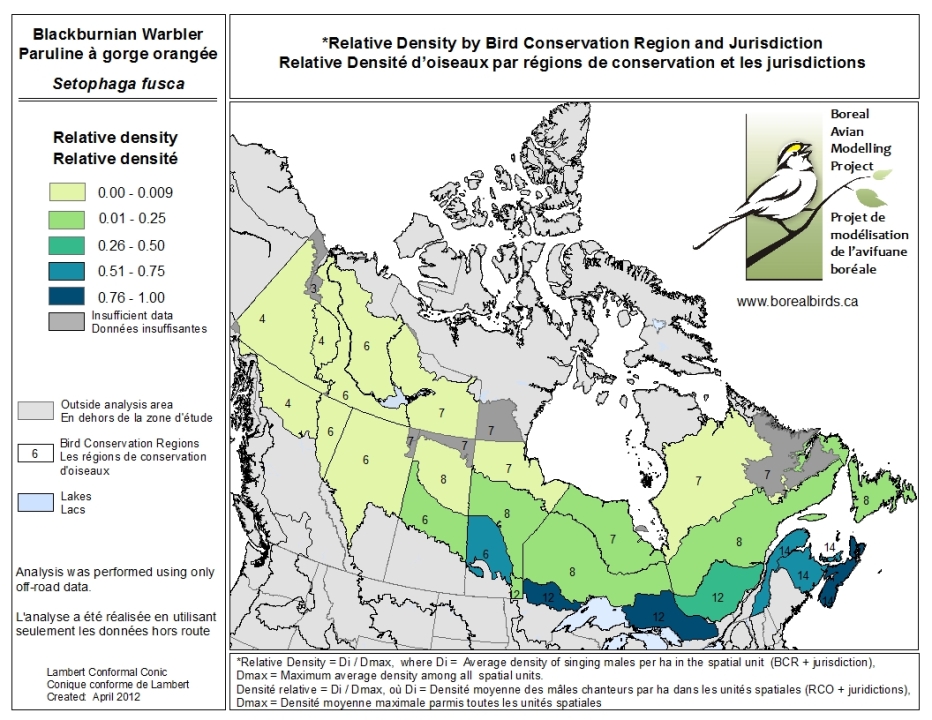 Blackburnian Warbler
Paruline à gorge orangée
Setophaga fusca
Relative density
Relative densité
0.00 - 0.009
0.01 - 0.25
0.26 - 0.50
0.51 - 0.75
0.76 - 1.00
Insufficient data
Données insuffisantes
Outside analysis area
En dehors de la zone d'étude
6
Bird Conservation Regions
Les régions de conservation
d'oiseaux
Lakes
Lacs
Analysis was performed using only
off-road data.
L'analyse a été réalisée en utilisant
seulement les données hors route
Lambert Conformal Conic
Conique conforme de Lambert
Created: April 2012
*Relative Density by Bird Conservation Region and Jurisdiction
Relative Densité d'oiseaux par régions de conservation et les jurisdictions
Boreal
Avian
Modelling
Project
Projet de
modélisation
de l'avifuane
boréale
www.borealbirds.ca
3
4
4
6
4
6
6
6
7
7
7
7
8
7
6
8
6
12
8
7
12
12
8
7
7
8
14
14
14
*Relative Density = Di / Dmax, where Di = Average density of singing males per ha in the spatial unit (BCR + jurisdiction),
Dmax = Maximum average density among all spatial units.
Densité relative = Di / Dmax, où Di = Densité moyenne des mâles chanteurs par ha dans les unités spatiales (RCO + juridictions),
Dmax = Densité moyenne maximale parmis toutes les unités spatiales